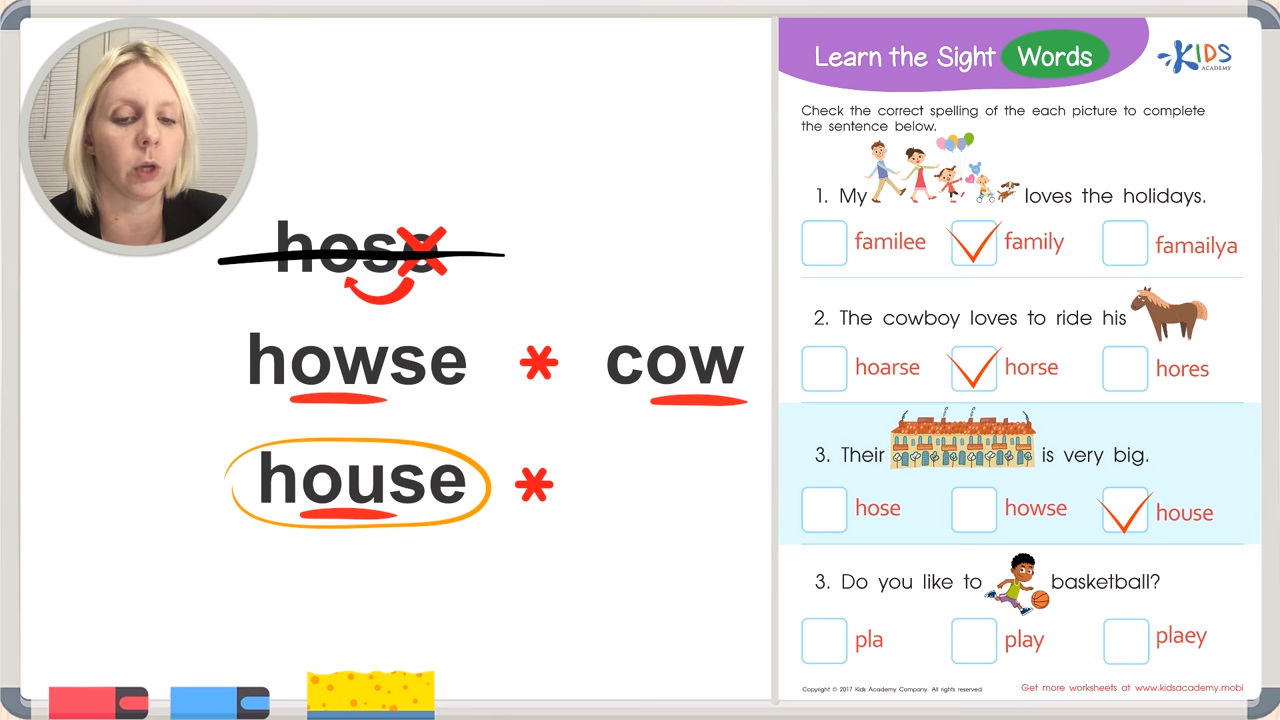 hose
howse * cow
house *
Learn the Sight Words
KIDS
ACADEMY
Check the correct spelling of the each picture to complete
the sentence below.
1. My loves the holidays.
familee family famailya
2. The cowboy loves to ride his
hoarse horse hores
3. Their is very big.
hose howse house
3. Do you like to basketball?
pla play plaey
Copyright © 2017 Kids Academy Company. All rights reserved
Get more worksheets at www.kidsacademy.mobi